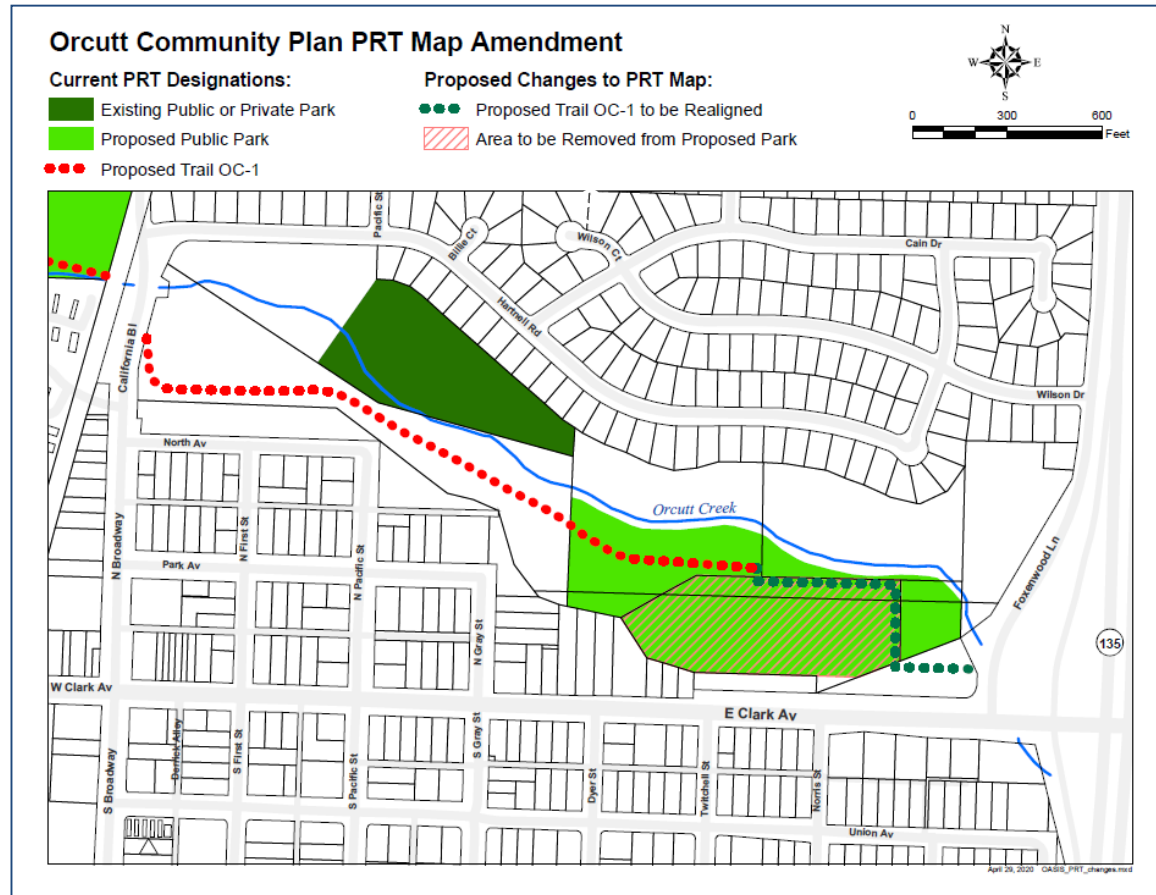 Orcutt Community Plan PRT Map Amendment
Current PRT Designations:
Existing Public or Private Park
Proposed Public Park
Proposed Trail OC-1
Proposed Changes to PRT Map:
Proposed Trail OC-1 to be Realigned
Area to be Removed from Proposed Park
N
W
E
S
0
300
600
Feet
Pacific St
Billie Ct
Wilson Ct
Cain Dr
Hartnell Rd
California Bl
Wilson Dr
North Av
Orcutt Creek
N Broadway
N First St
Park Av
N Pacific St
N Gray St
Foxenwood Ln
135
W Clark Av
E Clark Av
S Broadway
Derrick Alley
S First St
S Pacific St
S Gray St
Dyer St
Twitchell St
Norris St
Union Av
April 29, 2020 OASIS_PRT_changes.mxd